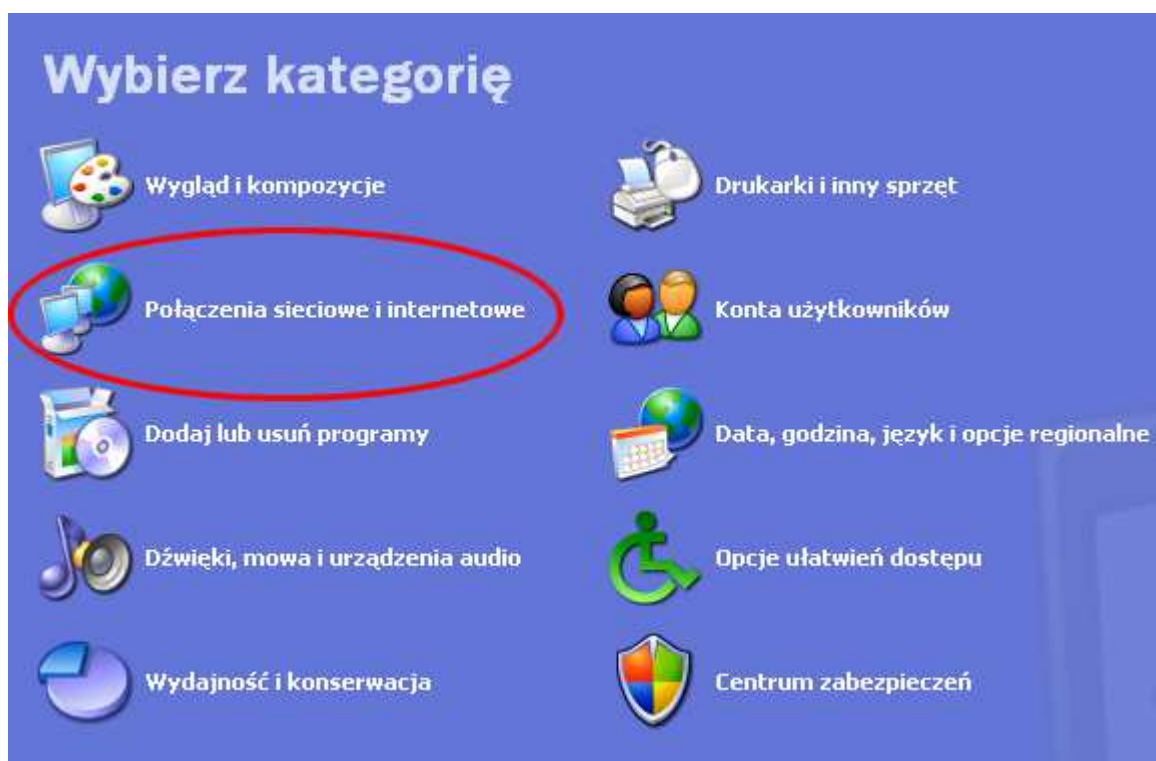 Wybierz kategorię
Wygląd i kompozycje
Drukarki i inny sprzęt
Połączenia sieciowe i internetowe
Konta użytkowników
Dodaj lub usuń programy
Data, godzina, język i opcje regionalne
Dźwięki, mowa i urządzenia audio
Opcje ułatwień dostępu
Wydajność i konserwacja
Centrum zabezpieczeń